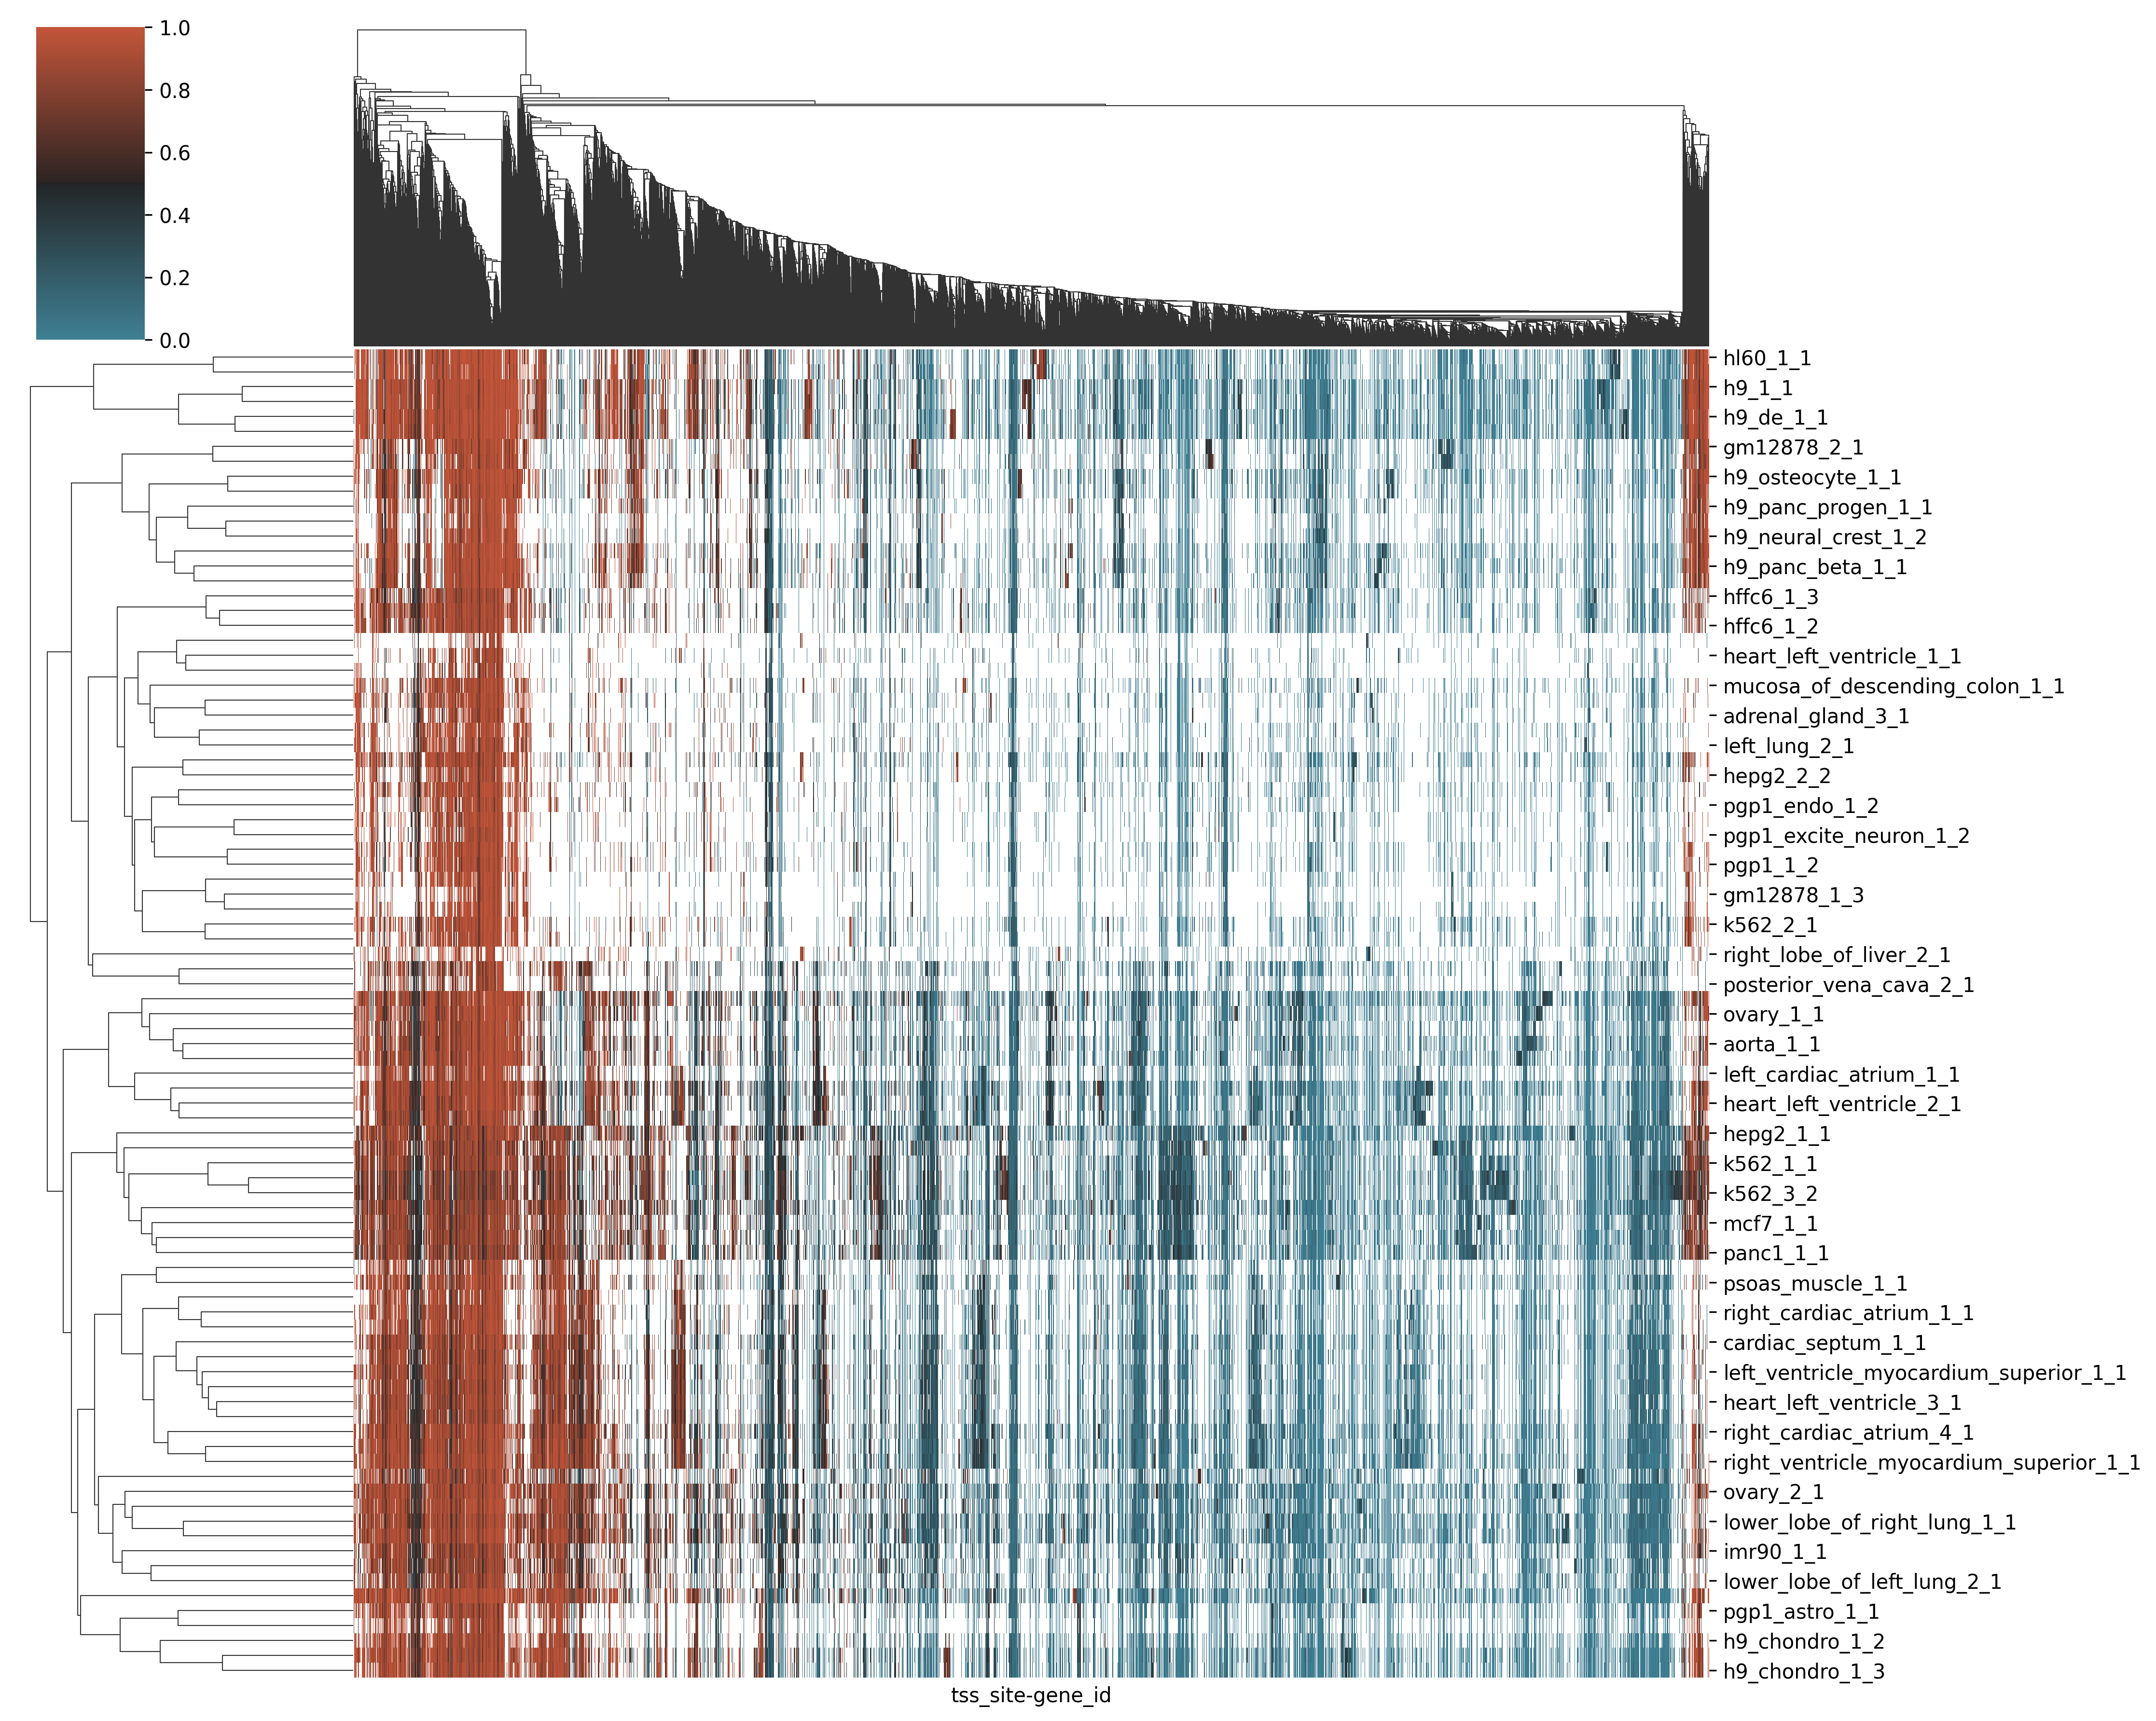 1.0
0.8
0.6
0.4
0.2
0.0
hl60_1_1
h9_1_1
h9_de_1_1
gm12878_2_1
h9_osteocyte_1_1
h9_panc_progen_1_1
h9_neural_crest_1_2
h9_panc_beta_1_1
hffc6_1_3
hffc6_1_2
heart_left_ventricle_1_1
mucosa_of_descending_colon_1_1
adrenal_gland_3_1
left_lung_2_1
hepg2_2_2
pgp1_endo_1_2
pgp1_excite_neuron_1_2
pgp1_1_2
gm12878_1_3
k562_2_1
right_lobe_of_liver_2_1
posterior_vena_cava_2_1
ovary_1_1
aorta_1_1
left_cardiac_atrium_1_1
heart_left_ventricle_2_1
hepg2_1_1
k562_1_1
k562_3_2
mcf7_1_1
panc1_1_1
psoas_muscle_1_1
right_cardiac_atrium_1_1
cardiac_septum_1_1
left_ventricle_myocardium_superior_1_1
heart_left_ventricle_3_1
right_cardiac_atrium_4_1
right_ventricle_myocardium_superior_1_1
ovary_2_1
lower_lobe_of_right_lung_1_1
imr90_1_1
lower_lobe_of_left_lung_2_1
pgp1_astro_1_1
h9_chondro_1_2
h9_chondro_1_3
tss_site-gene_id